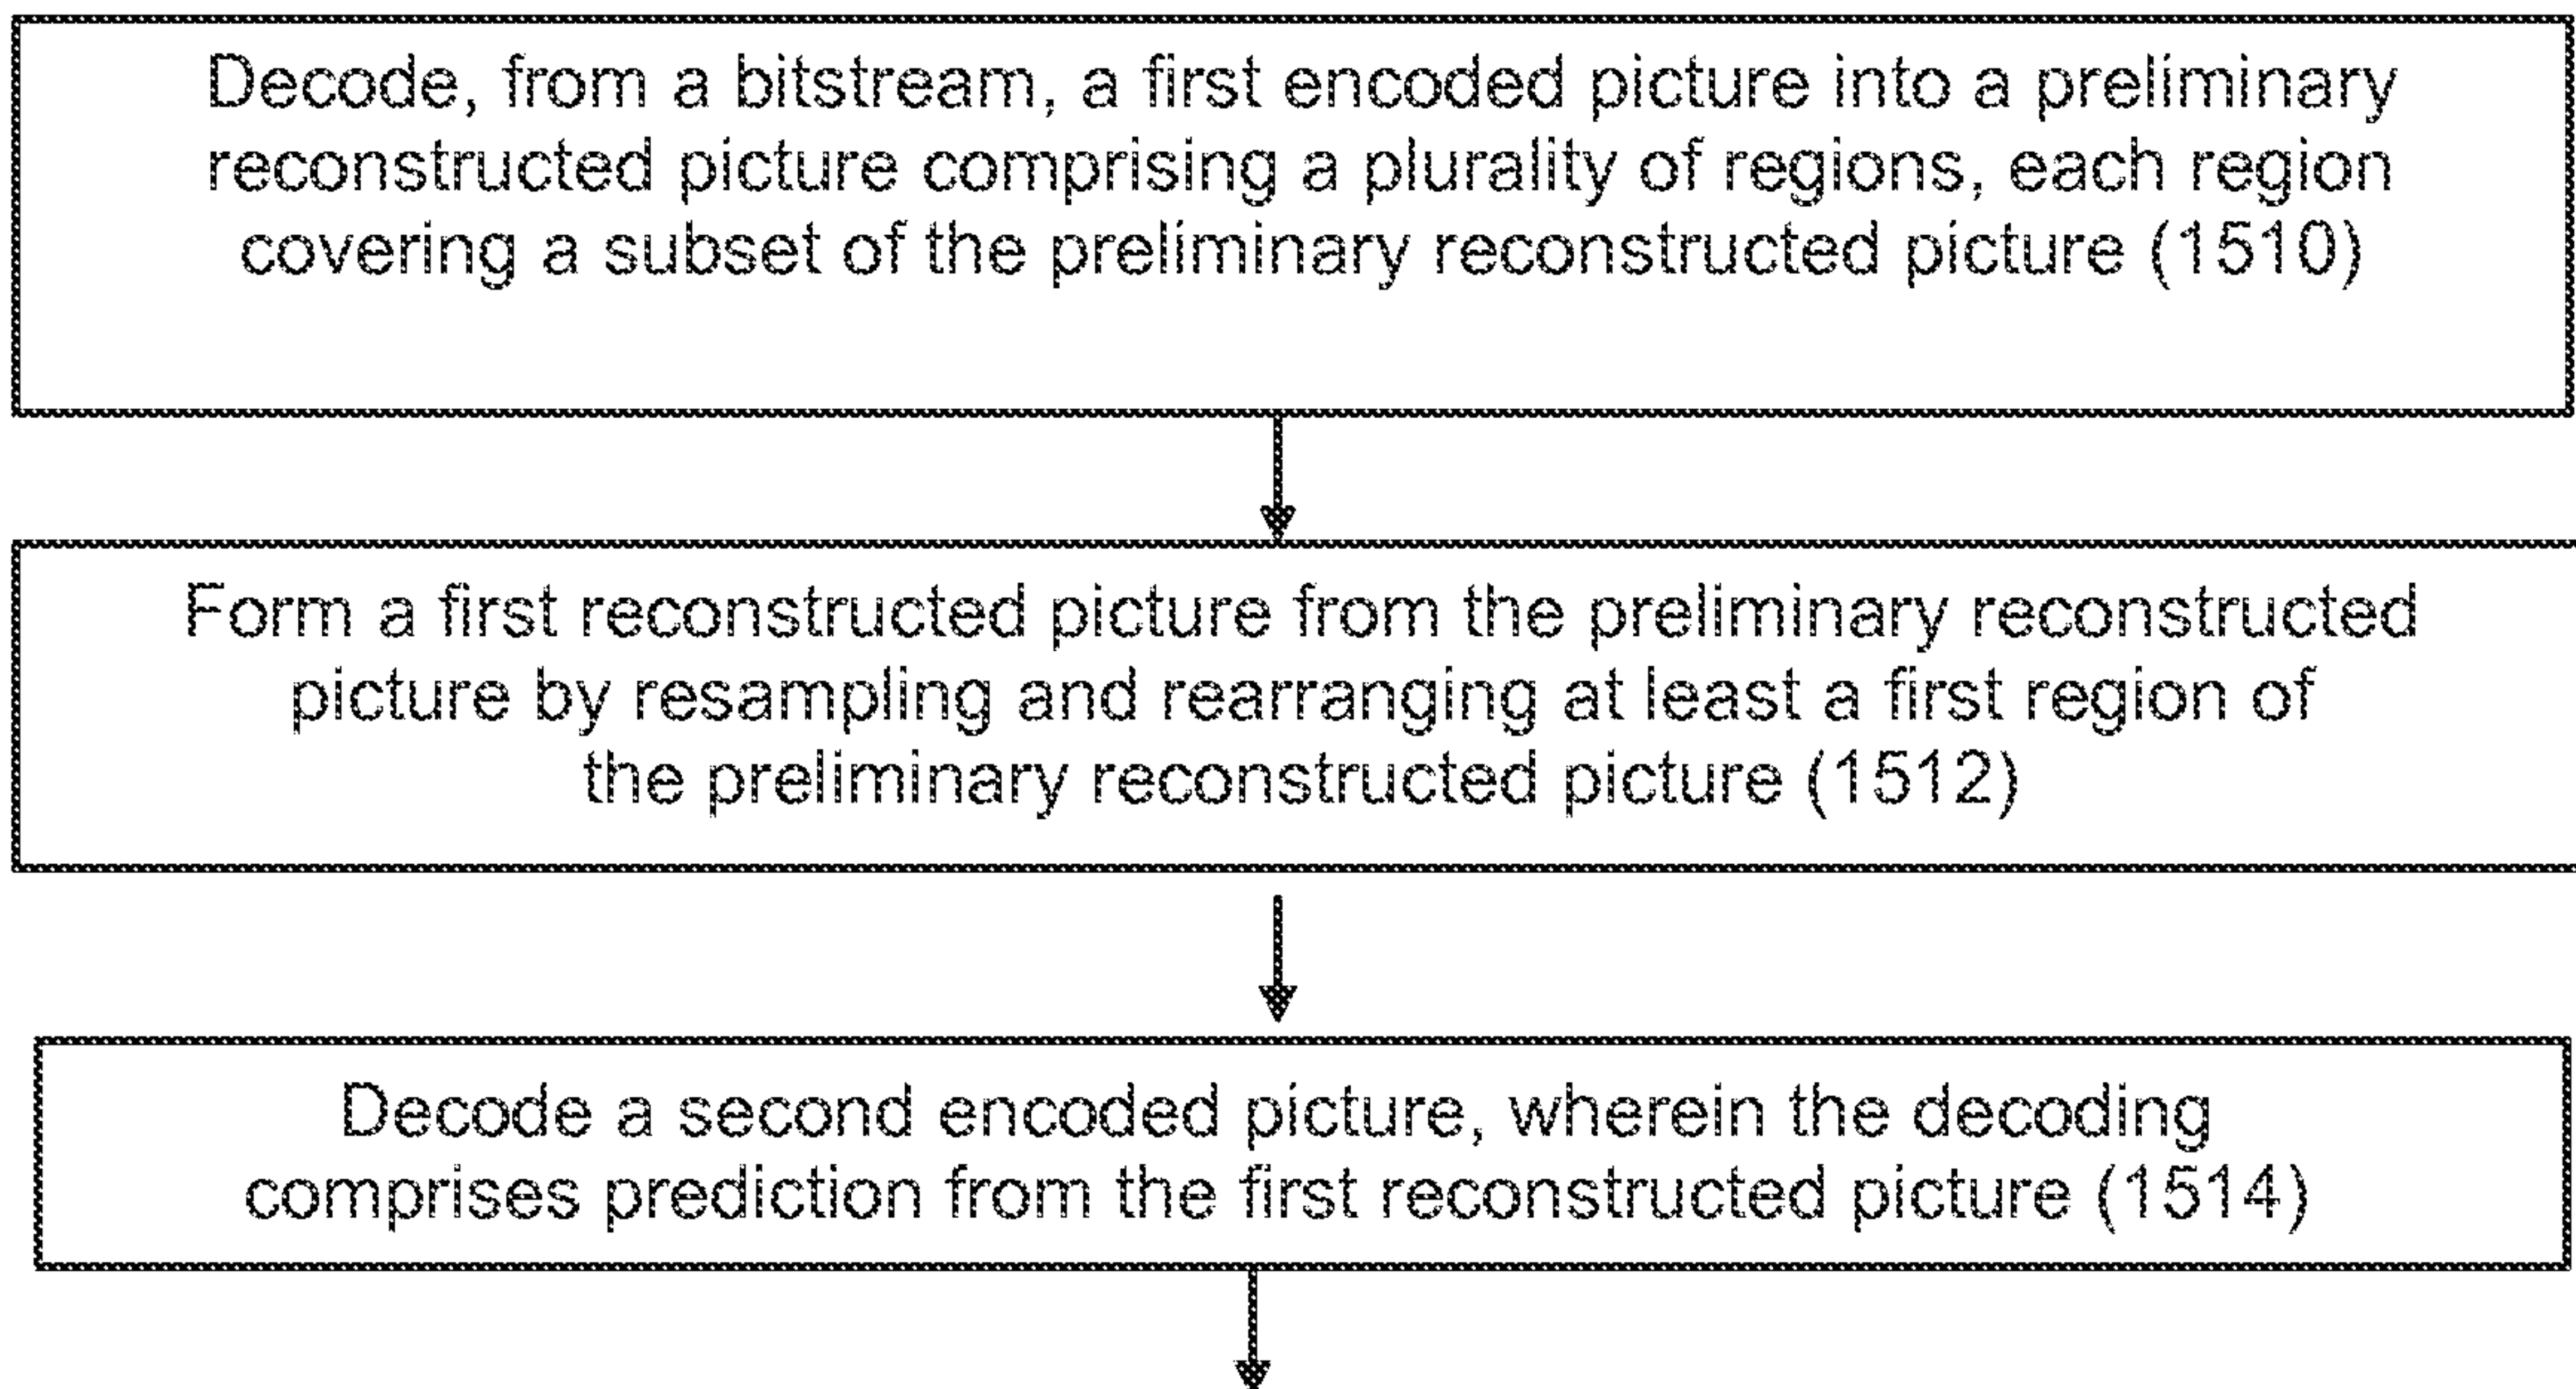 Decode, from a bitstream, a first encoded picture into a preliminary
reconstructed picture comprising a plurality of regions, each region
covering a subset of the preliminary reconstructed picture (1510)
Form a first reconstructed picture from the preliminary reconstructed
picture by resampling and rearranging at least a first region of
the preliminary reconstructed picture (1512)
Decode a second encoded picture, wherein the decoding
comprises prediction from the first reconstructed picture (1514)